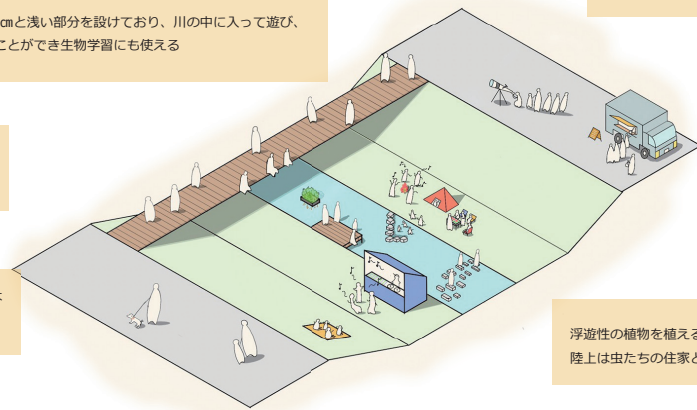 cmと浅い部分を設けており、川の中に入って遊び、
ことができ生物学習にも使える
は
浮遊性の植物を植える
陸上は虫たちの住家と